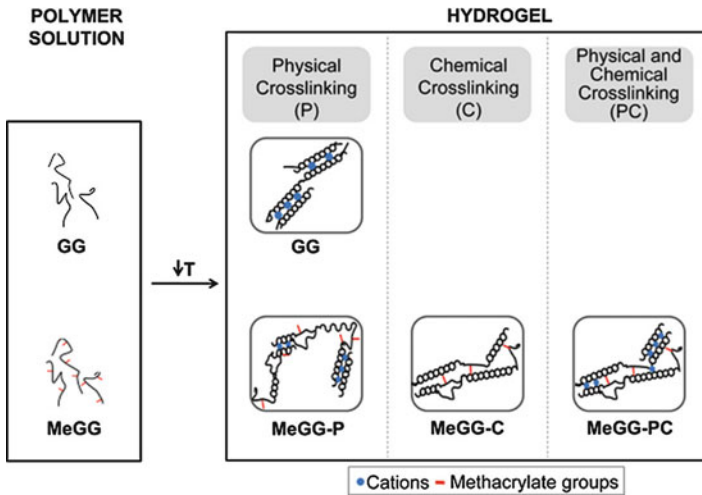 POLYMER
SOLUTION
HYDROGEL
Physical
Crosslinking
(P)
Chemical
Crosslinking
(C)
Physical and
Chemical
Crosslinking
(PC)
GG
GG
↓T
MeGG
MeGG-P
MeGG-C
MeGG-PC
Cations
Methacrylate groups